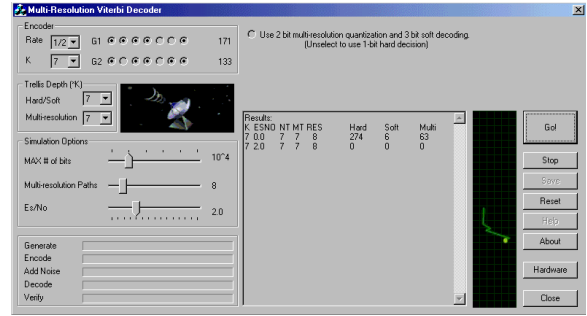 Multi-Resolution Viterbi Decoder
Encoder
Rate 1/2 G1 171
K 7 G2 133
Use 2 bit multi-resolution quantization and 3 bit soft decoding.
(Unselect to use 1-bit hard decision)
Trellis Depth (*K)
Hard/Soft 7
Multi-resolution 7
Simulation Options
MAX # of bits 10^4
Multi-resolution Paths 8
Es/No 2.0
Generate
Encode
Add Noise
Decode
Verify
Results:
K ESN0 NT MT RES Hard Soft Multi
7 0.0 7 7 8 274 6 63
7 2.0 7 7 8 0 0 0
Go!
Stop
Save
Reset
Help
About
Hardware
Close